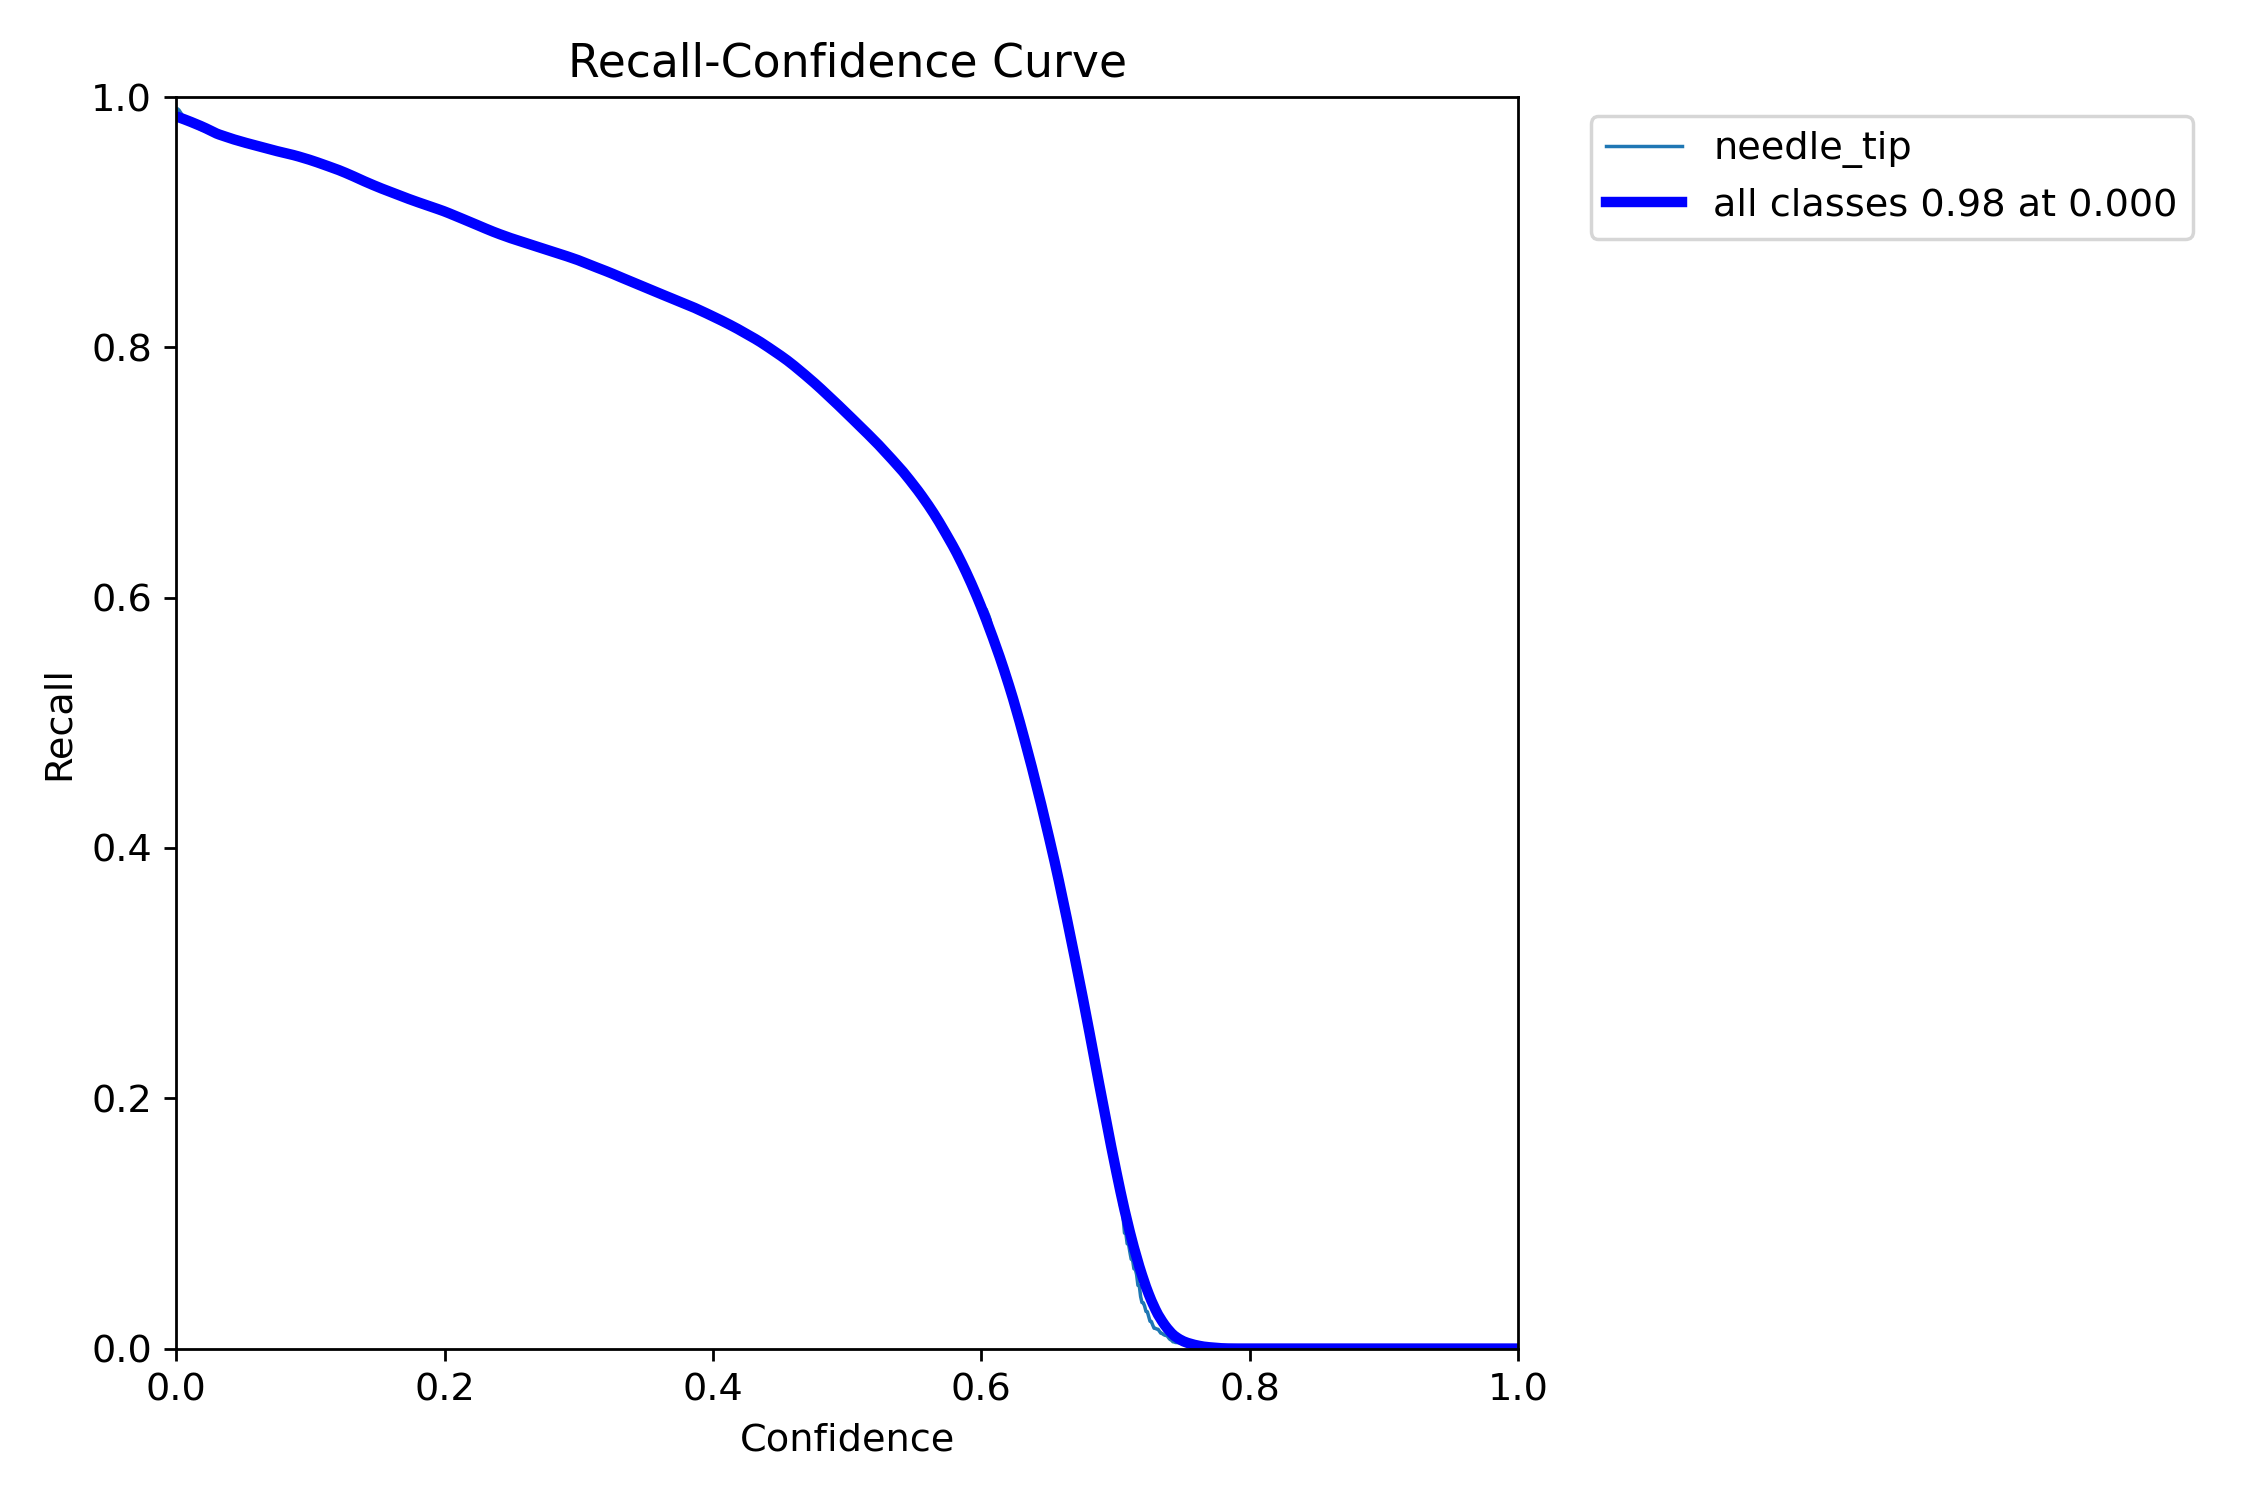 Recall-Confidence Curve
1.0
0.8
0.6
0.4
0.2
0.0
Recall
0.0 0.2 0.4 0.6 0.8 1.0
Confidence
needle_tip
all classes 0.98 at 0.000